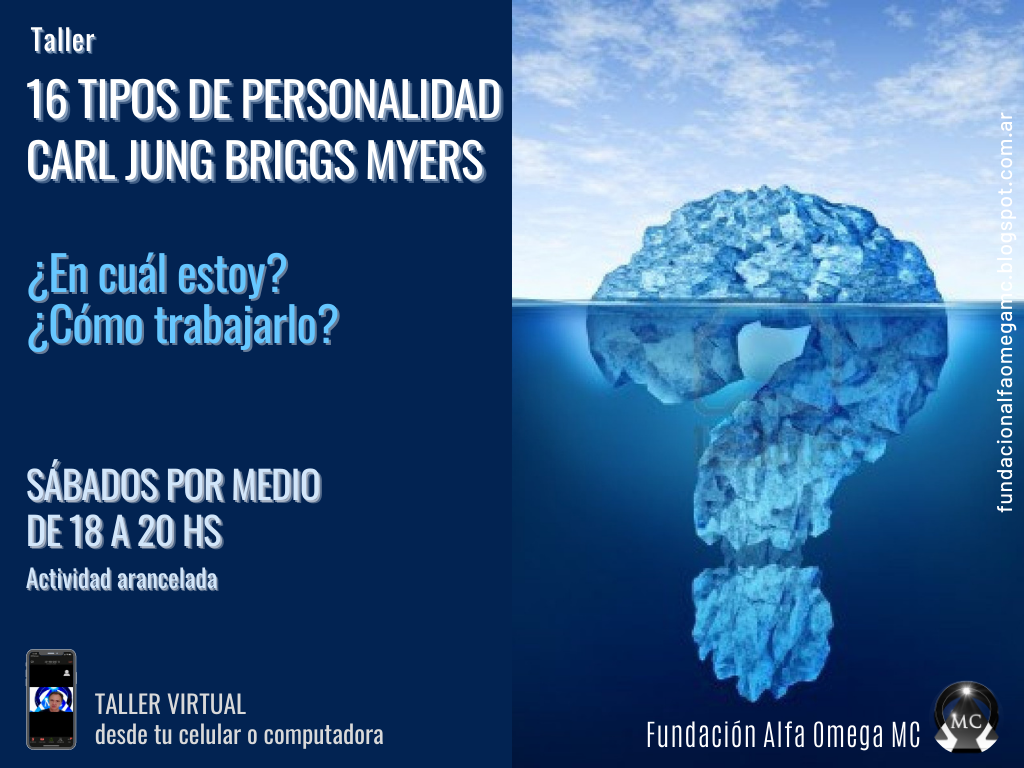 Taller
16 TIPOS DE PERSONALIDAD
CARL JUNG BRIGGS MYERS
¿En cuál estoy?
¿Cómo trabajarlo?
SÁBADOS POR MEDIO
DE 18 A 20 HS
Actividad arancelada
TALLER VIRTUAL
desde tu celular o computadora
fundacionalfaomegamc.blogspot.com.ar
Fundación Alfa Omega MC
MC